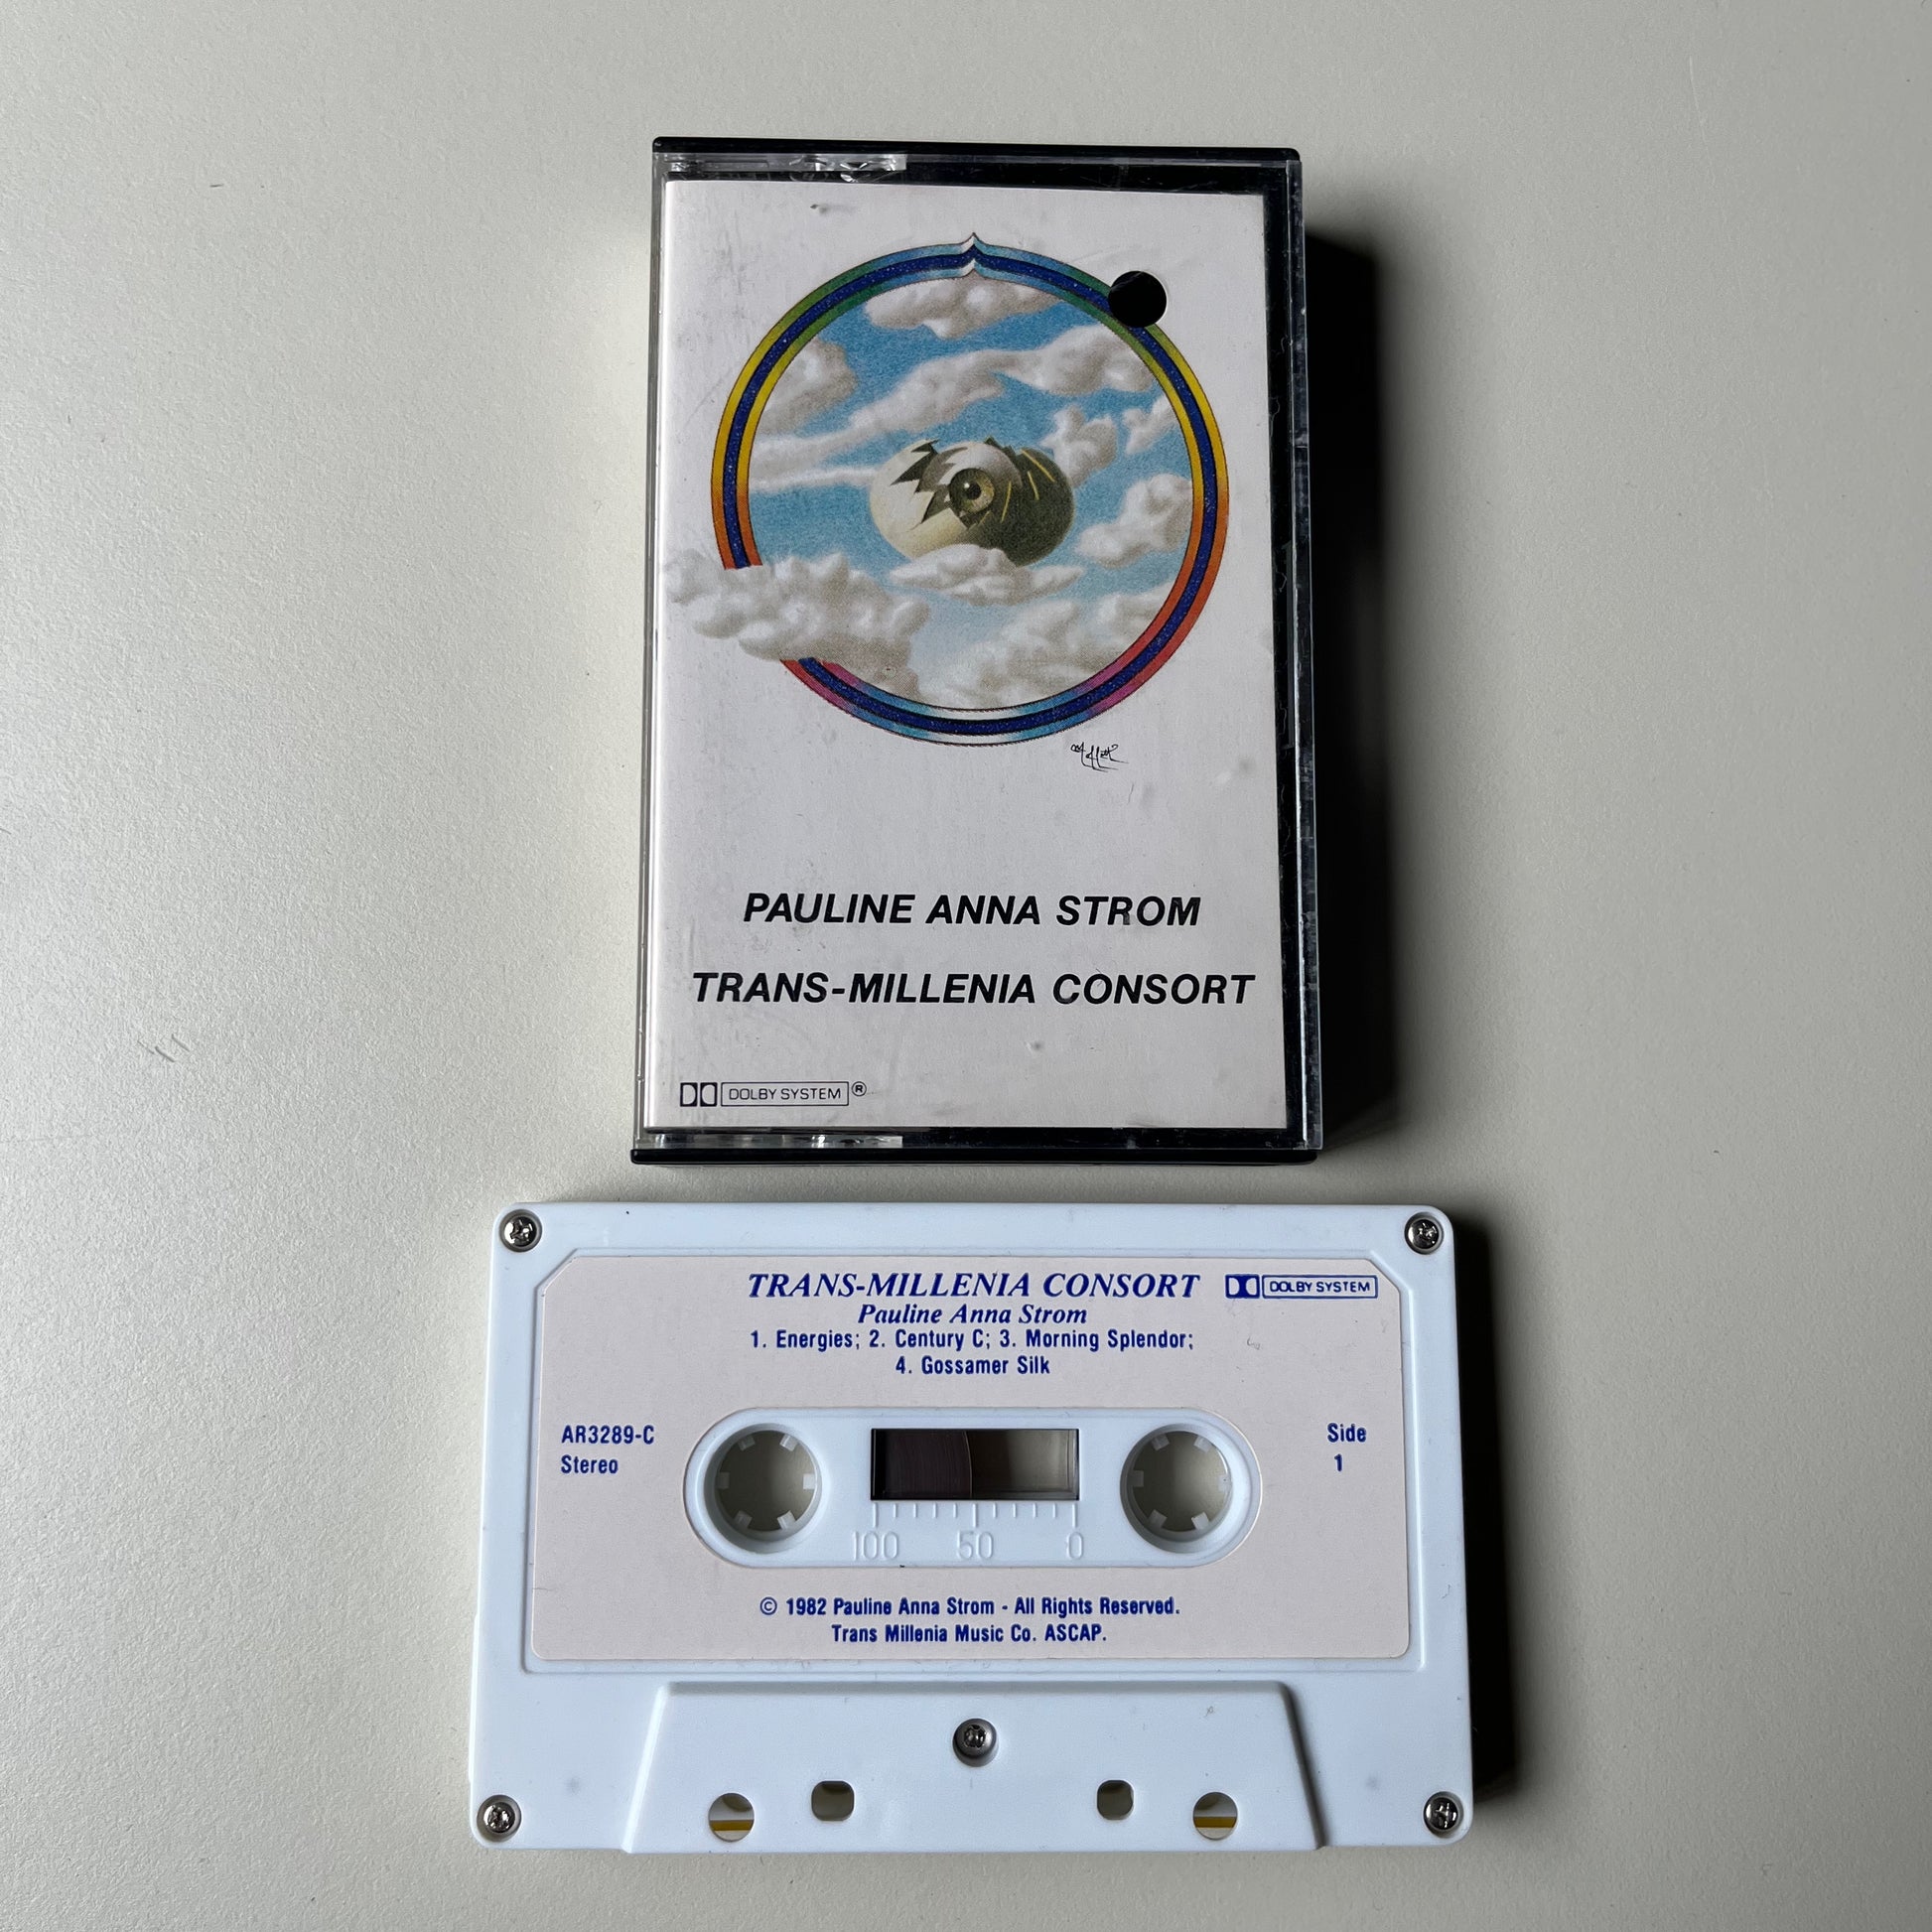 PAULINE ANNA STROM
TRANS-MILLENIA CONSORT
DOLBY SYSTEM ®
TRANS-MILLENIA CONSORT
DOLBY SYSTEM
Pauline Anna Strom
1. Energies; 2. Century C; 3. Morning Splendor;
4. Gossamer Silk
AR3289-C
Stereo
Side
1
100 50 0
© 1982 Pauline Anna Strom - All Rights Reserved.
Trans Millenia Music Co. ASCAP.